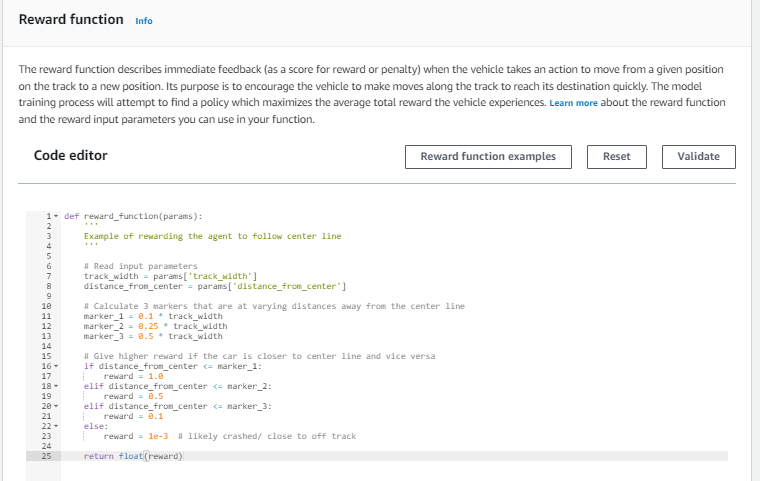 Reward function Info
The reward function describes immediate feedback (as a score for reward or penalty) when the vehicle takes an action to move from a given position
on the track to a new position. Its purpose is to encourage the vehicle to make moves along the track to reach its destination quickly. The model
training process will attempt to find a policy which maximizes the average total reward the vehicle experiences. Learn more about the reward function
and the reward input parameters you can use in your function.
Code editor
Reward function examples
Reset
Validate
1 def reward_function(params):
2     '''
3     Example of rewarding the agent to follow center line
4     '''
5
6     # Read input parameters
7     track_width = params['track_width']
8     distance_from_center = params['distance_from_center']
9
10     # Calculate 3 markers that are at varying distances away from the center line
11     marker_1 = 0.1 * track_width
12     marker_2 = 0.25 * track_width
13     marker_3 = 0.5 * track_width
14
15     # Give higher reward if the car is closer to center line and vice versa
16     if distance_from_center <= marker_1:
17         reward = 1.0
18     elif distance_from_center <= marker_2:
19         reward = 0.5
20     elif distance_from_center <= marker_3:
21         reward = 0.1
22     else:
23         reward = 1e-3  # likely crashed/ close to off track
24
25     return float(reward)